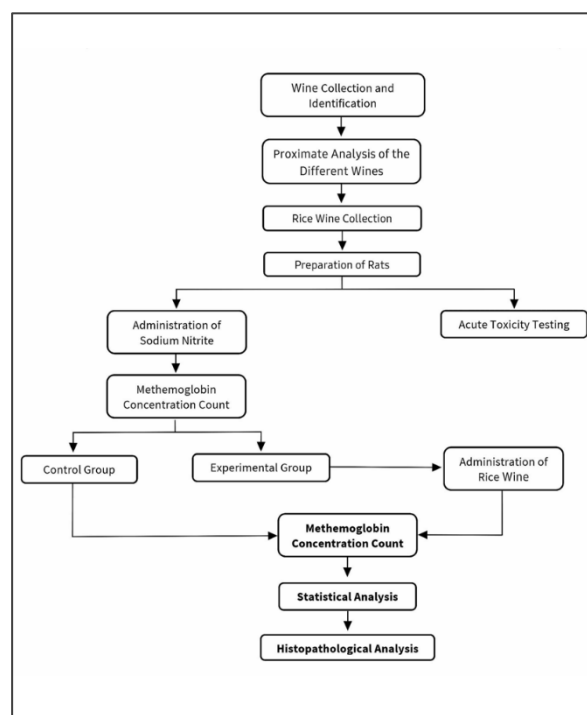 Wine Collection and
Identification
Proximate Analysis of the
Different Wines
Rice Wine Collection
Preparation of Rats
Administration of
Sodium Nitrite
Acute Toxicity Testing
Methemoglobin
Concentration Count
Control Group
Experimental Group
Administration of
Rice Wine
Methemoglobin
Concentration Count
Statistical Analysis
Histopathological Analysis